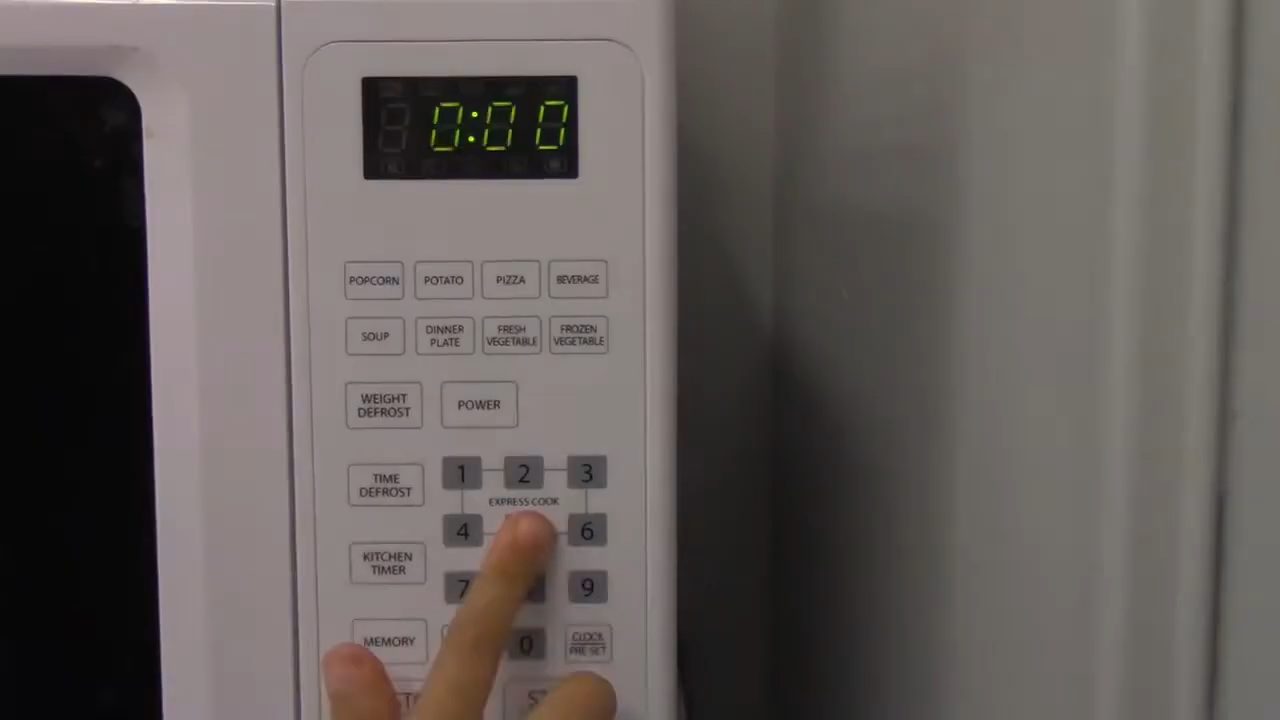 0:00
POPCORN POTATO PIZZA BEVERAGE
SOUP DINNER PLATE FRESH VEGETABLE FROZEN VEGETABLE
WEIGHT DEFROST POWER
TIME DEFROST
1 2 3
EXPRESS COOK
4 6
KITCHEN TIMER
7 9
MEMORY 0 CLOCK PRE SET